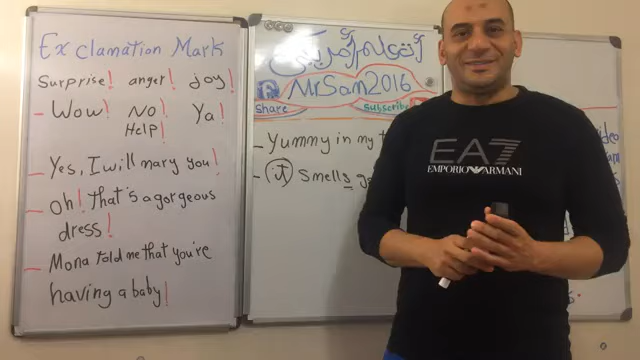 Exclamation Mark
Surprise! anger! joy!
- Wow! NO! Ya!
HELP!
- Yes, I will mary you!
- Oh! that's a gorgeous
dress!
- Mona told me that you're
having a baby!
MrSam2016
Share
subscribe
- Yummy in my
- (it) Smells
EA7
EMPORIO ARMANI